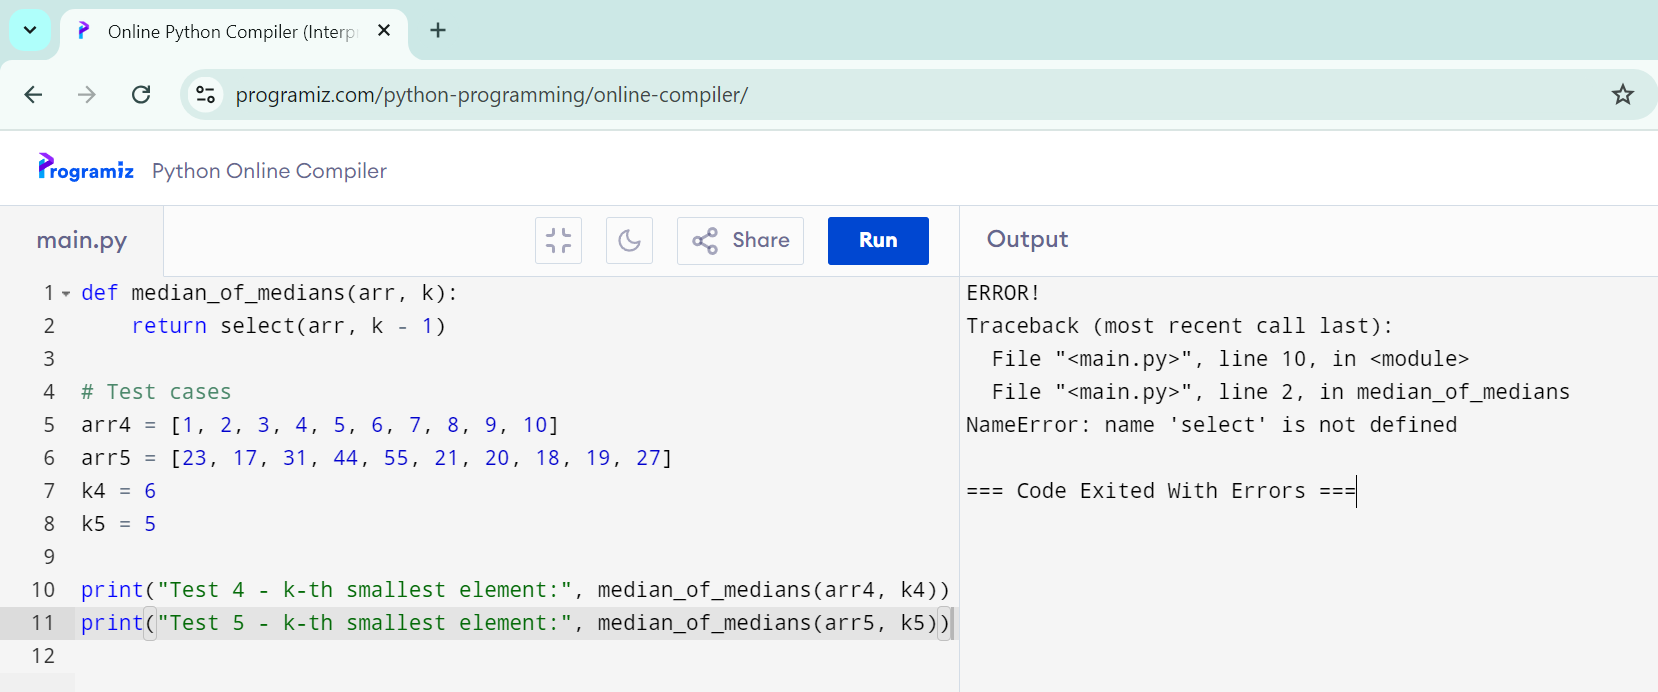 Online Python Compiler (Interp
programiz.com/python-programming/online-compiler/
Programiz Python Online Compiler
main.py Share Run Output
1 def median_of_medians(arr, k):
2     return select(arr, k - 1)
3
4 # Test cases
5 arr4 = [1, 2, 3, 4, 5, 6, 7, 8, 9, 10]
6 arr5 = [23, 17, 31, 44, 55, 21, 20, 18, 19, 27]
7 k4 = 6
8 k5 = 5
9
10 print("Test 4 - k-th smallest element:", median_of_medians(arr4, k4))
11 print("Test 5 - k-th smallest element:", median_of_medians(arr5, k5))
12
ERROR!
Traceback (most recent call last):
  File "<main.py>", line 10, in <module>
  File "<main.py>", line 2, in median_of_medians
NameError: name 'select' is not defined
=== Code Exited With Errors ===